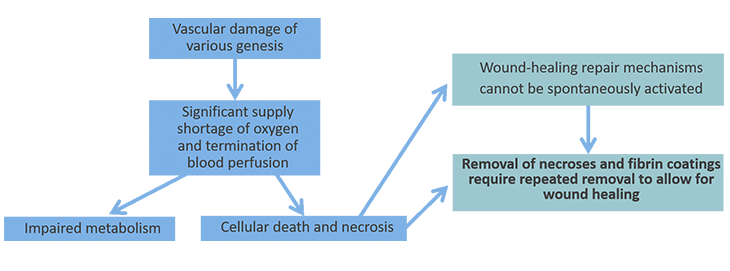 Vascular damage of
various genesis
Significant supply
shortage of oxygen
and termination of
blood perfusion
Impaired metabolism
Cellular death and necrosis
Wound-healing repair mechanisms
cannot be spontaneously activated
Removal of necroses and fibrin coatings
require repeated removal to allow for
wound healing